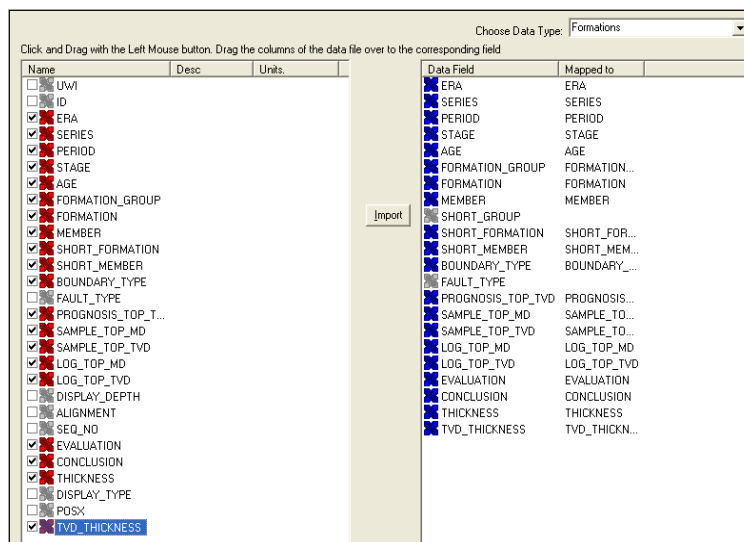 Choose Data Type: Formations
Click and Drag with the Left Mouse button. Drag the columns of the data file over to the corresponding field
Name Desc Units.
UWI
ID
ERA
SERIES
PERIOD
STAGE
AGE
FORMATION_GROUP
FORMATION
MEMBER
SHORT_FORMATION
SHORT_MEMBER
BOUNDARY_TYPE
FAULT_TYPE
PROGNOSIS_TOP_T...
SAMPLE_TOP_MD
SAMPLE_TOP_TVD
LOG_TOP_MD
LOG_TOP_TVD
DISPLAY_DEPTH
ALIGNMENT
SEQ_NO
EVALUATION
CONCLUSION
THICKNESS
DISPLAY_TYPE
POSX
TVD_THICKNESS
Import
Data Field Mapped to
ERA ERA
SERIES SERIES
PERIOD PERIOD
STAGE STAGE
AGE AGE
FORMATION_GROUP FORMATION...
FORMATION FORMATION
MEMBER MEMBER
SHORT_GROUP
SHORT_FORMATION SHORT_FOR...
SHORT_MEMBER SHORT_MEM...
BOUNDARY_TYPE BOUNDARY_...
FAULT_TYPE
PROGNOSIS_TOP_TVD PROGNOSIS...
SAMPLE_TOP_MD SAMPLE_TO...
SAMPLE_TOP_TVD SAMPLE_TO...
LOG_TOP_MD LOG_TOP_MD
LOG_TOP_TVD LOG_TOP_TVD
EVALUATION EVALUATION
CONCLUSION CONCLUSION
THICKNESS THICKNESS
TVD_THICKNESS TVD_THICKN...